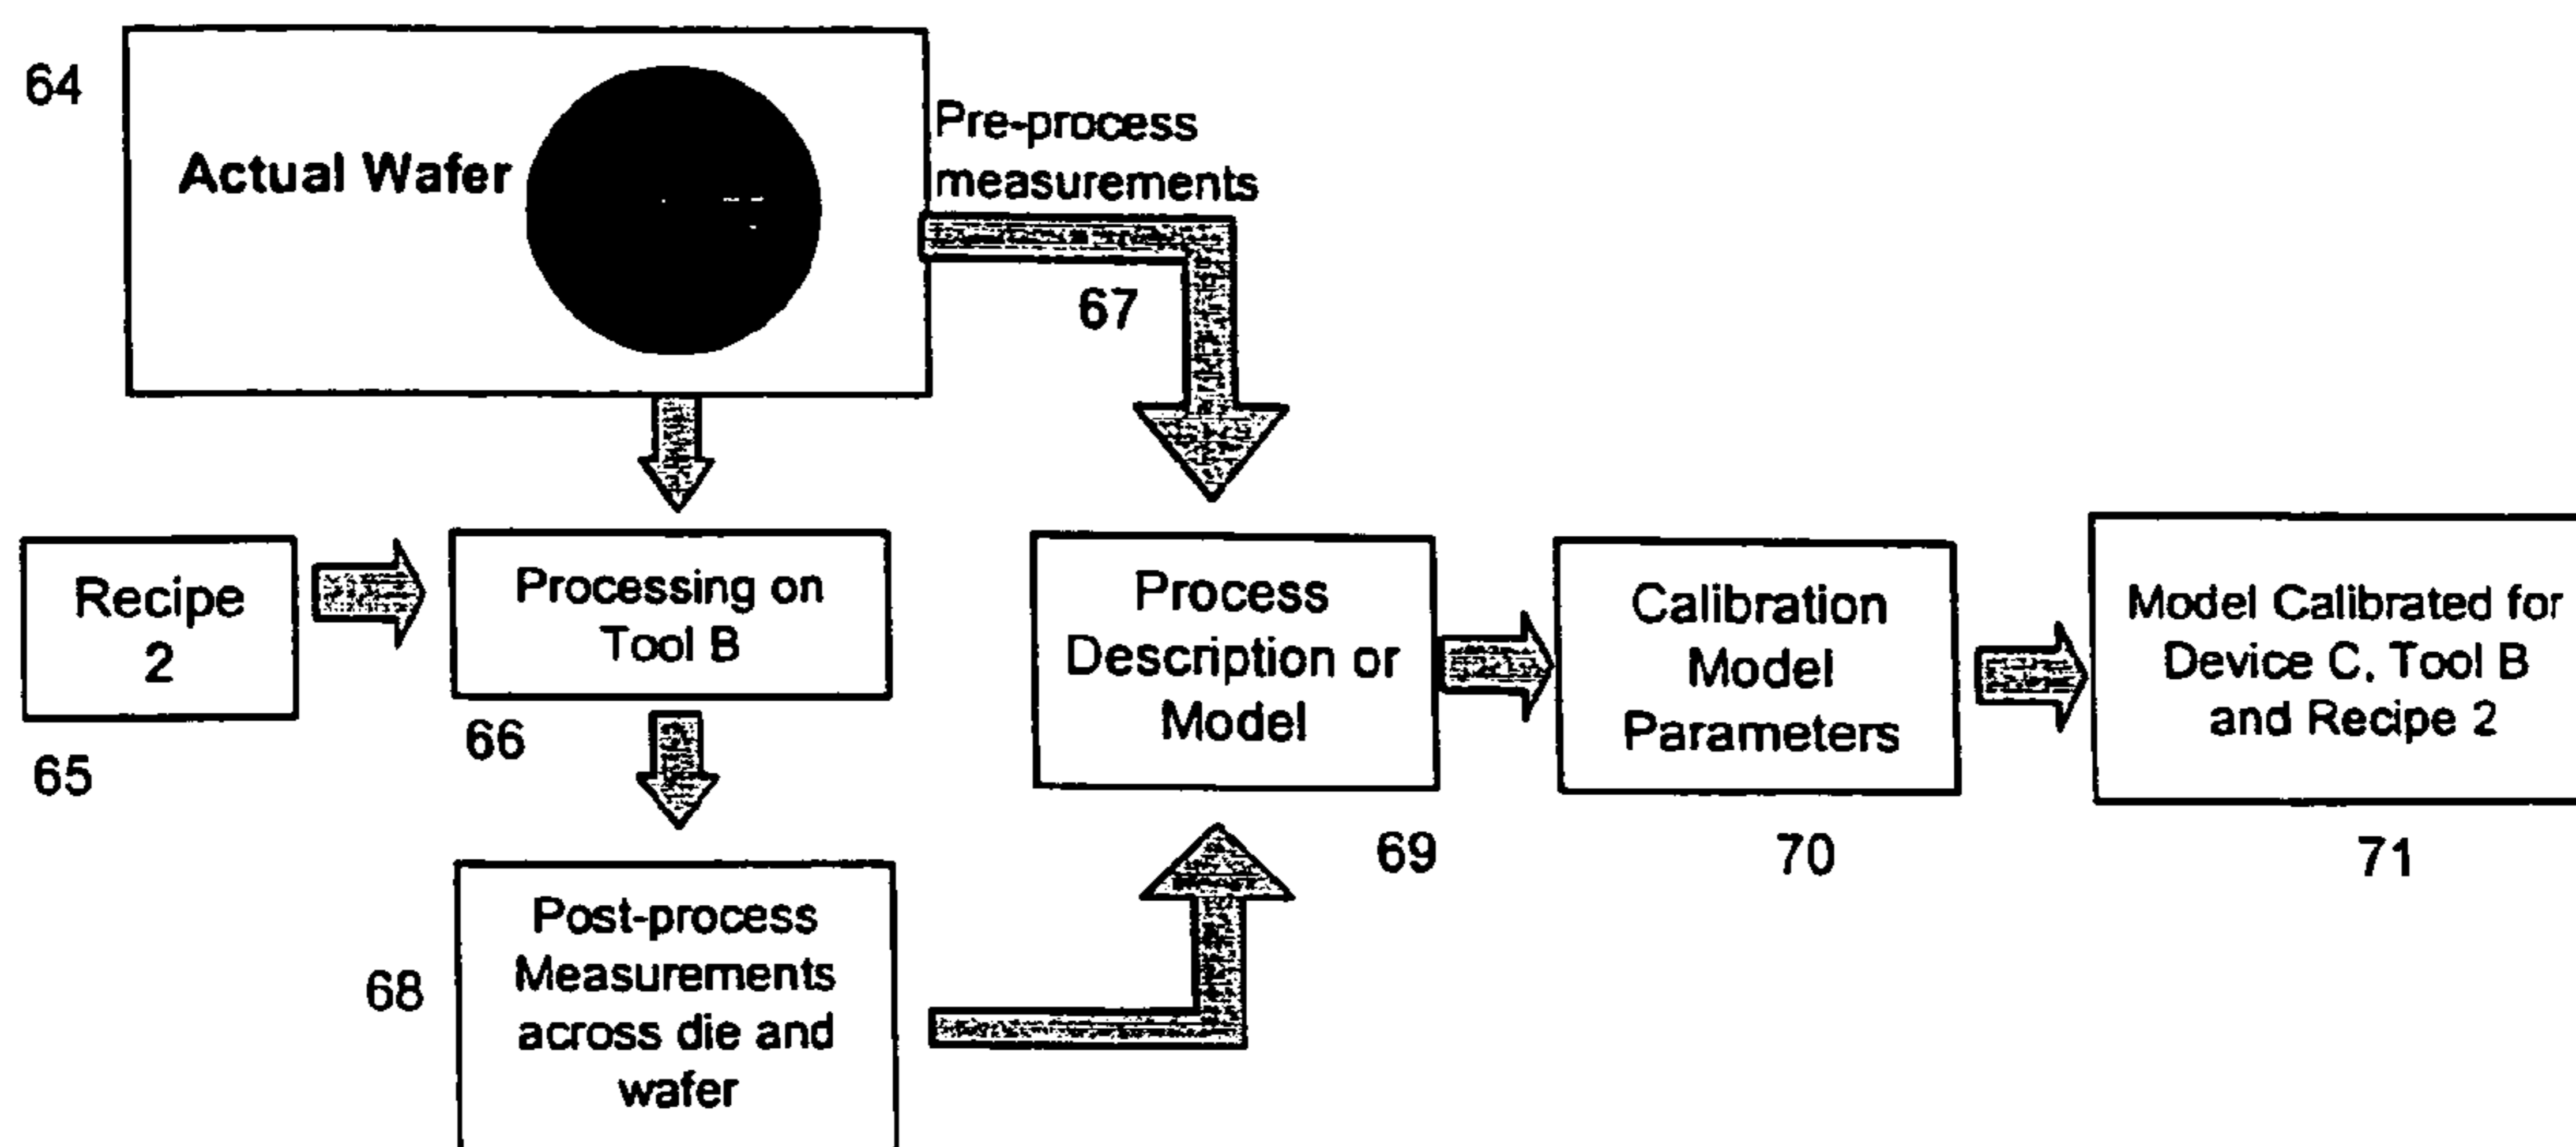 64
Actual Wafer
Pre-process
measurements
67
Recipe
2
65
Processing on
Tool B
66
Post-process
Measurements
across die and
wafer
68
Process
Description or
Model
69
Calibration
Model
Parameters
70
Model Calibrated for
Device C, Tool B
and Recipe 2
71